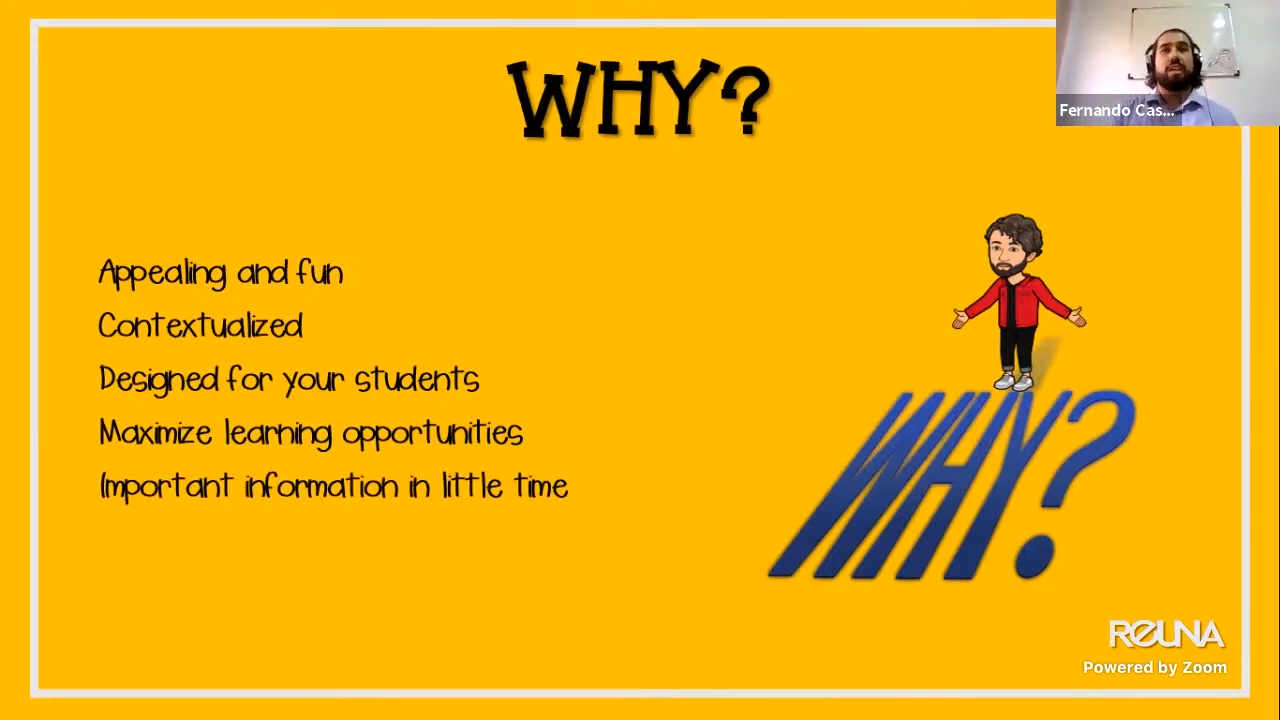 WHY?
Fernando Cas...
Appealing and fun
Contextualized
Designed for your students
Maximize learning opportunities
Important information in little time
WHY?
REUNA
Powered by Zoom